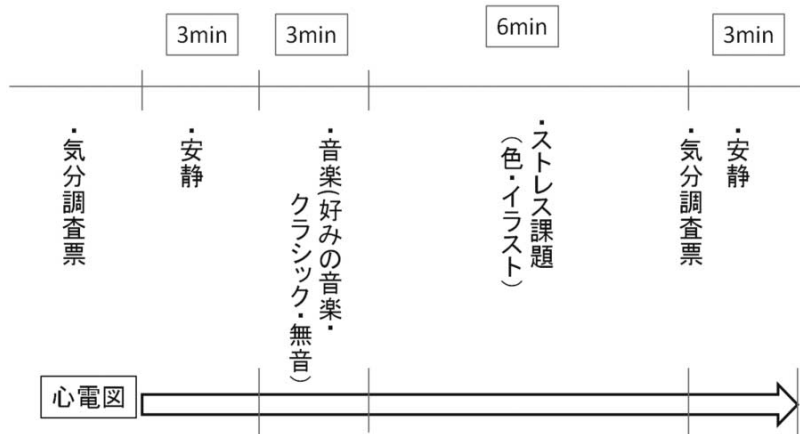 3min
3min
6min
3min
・気分調査票
・安静
・音楽(好みの音楽・
クラシック・無音)
・ストレス課題
(色・イラスト)
・気分調査票
・安静
心電図